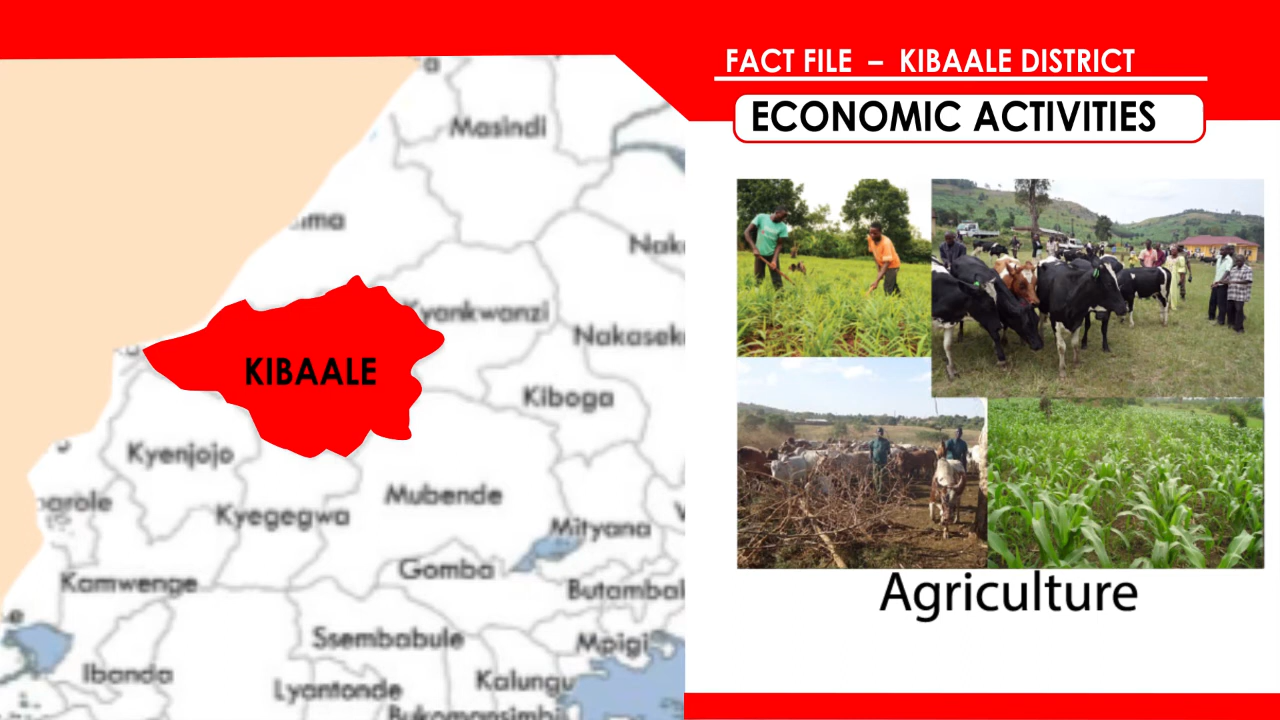 FACT FILE – KIBAALE DISTRICT
ECONOMIC ACTIVITIES
Masindi
Kyankwanzi
KIBAALE
Kiboga
Kyenjojo
Mubende
Kyegegwa
Mityana
Gomba
Kamwenge
Ssembabule
Mpigi
Ibanda
Lyantonde
Kalungu
Agriculture